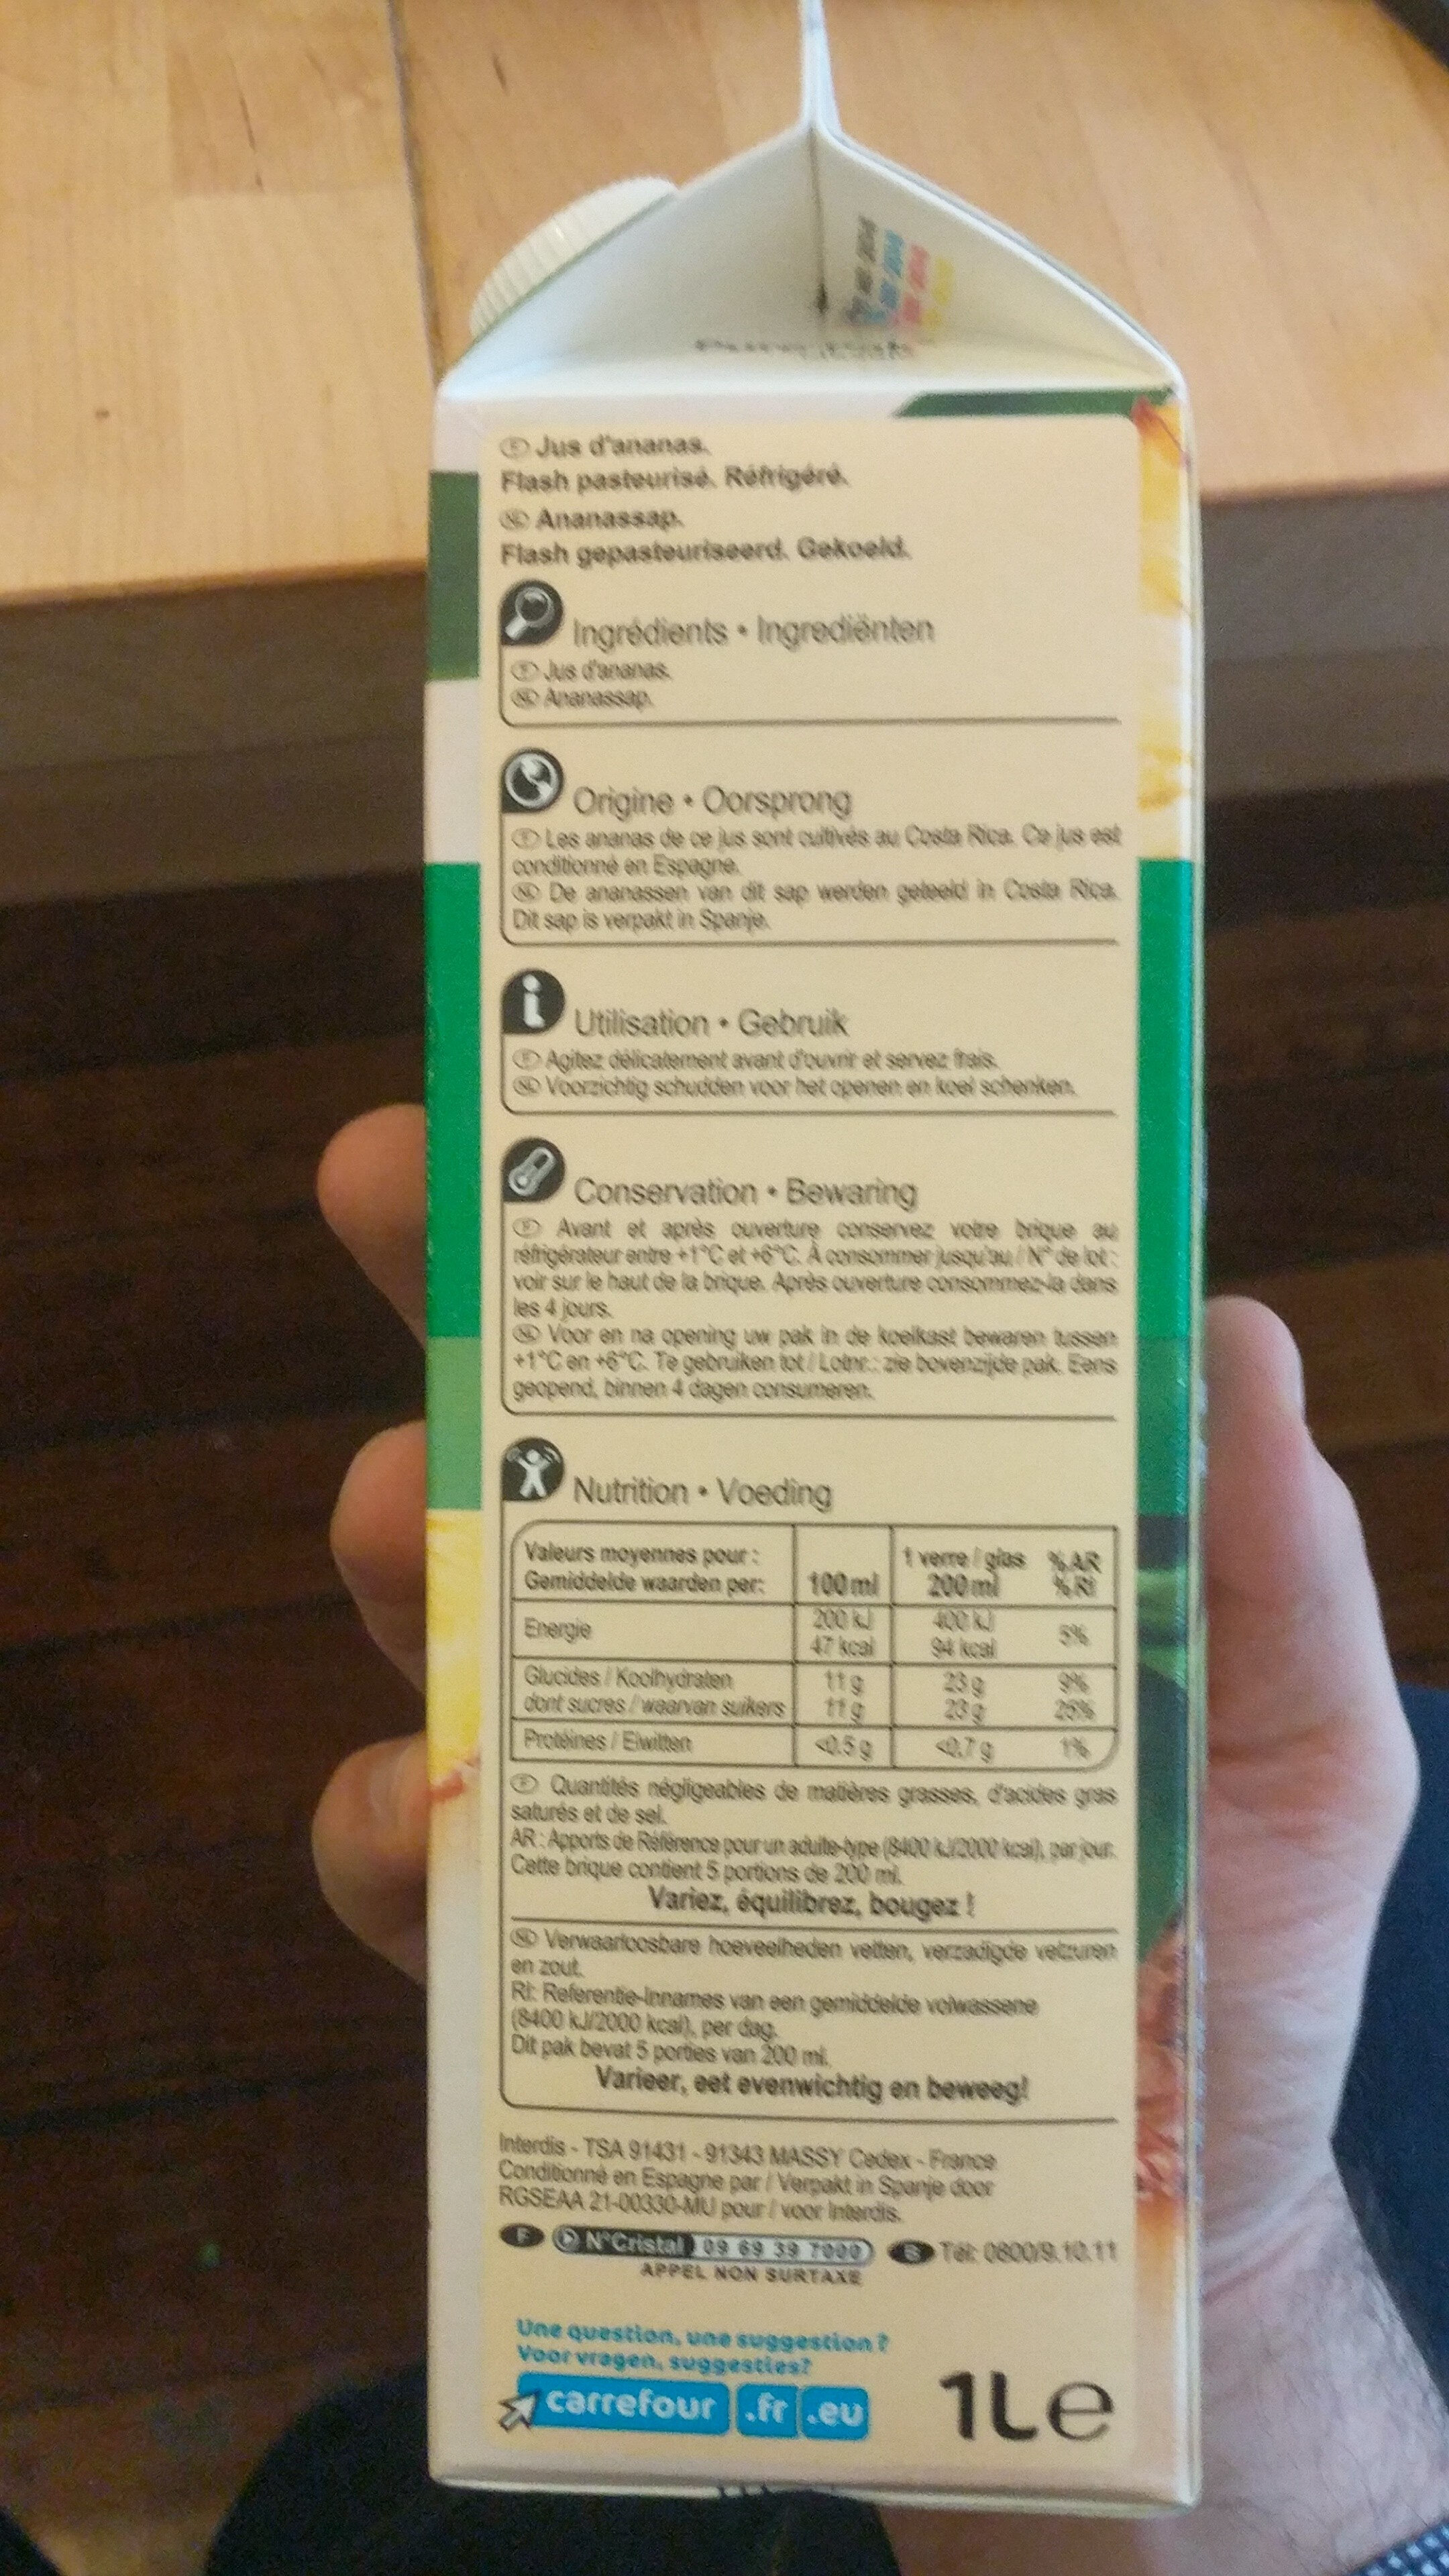 Jus d'ananas.
Flash pasteurisé. Réfrigéré.
Ananassap.
Flash gepasteuriseerd. Gekoeld.
Ingrédients • Ingrediënten
F Jus d'ananas.
Ananassap.
Origine • Oorsprong
F Les ananas de ce jus sont cultivés au Costa Rica. Ce jus est
conditionné en Espagne.
De ananassen van dit sap werden geteeld in Costa Rica.
Dit sap is verpakt in Spanje.
Utilisation • Gebruik
F Agitez délicatement avant d'ouvrir et servez frais.
Voorzichtig schudden voor het openen en koel schenken.
Conservation • Bewaring
F Avant et après ouverture conservez votre brique au
réfrigérateur entre +1°C et +6°C. À consommer jusqu'au / N° de lot :
voir sur le haut de la brique. Après ouverture consommez-la dans
les 4 jours.
Voor en na opening uw pak in de koelkast bewaren tussen
+1°C en +6°C. Te gebruiken tot / Lotnr.: zie bovenzijde pak. Eens
geopend, binnen 4 dagen consumeren.
Nutrition • Voeding
Valeurs moyennes pour :
Gemiddelde waarden per: 100 ml 1 verre / glas 200 ml % AR % RI
Energie 200 kJ 47 kcal 400 kJ 94 kcal 5%
Glucides / Koolhydraten 11 g 23 g 9%
dont sucres / waarvan suikers 11 g 23 g 26%
Protéines / Eiwitten <0,5 g <0,7 g 1%
F Quantités négligeables de matières grasses, d'acides gras
saturés et de sel.
AR : Apports de Référence pour un adulte-type (8400 kJ/2000 kcal), par jour.
Cette brique contient 5 portions de 200 ml.
Variez, équilibrez, bougez !
Verwaarloosbare hoeveelheden vetten, verzadigde vetzuren
en zout.
RI: Referentie-Innames van een gemiddelde volwassene
(8400 kJ/2000 kcal), per dag.
Dit pak bevat 5 porties van 200 ml.
Varieer, eet evenwichtig en beweeg!
Interdis - TSA 91431 - 91343 MASSY Cedex - France
Conditionné en Espagne par / Verpakt in Spanje door
RGSEAA 21-00330-MU pour / voor Interdis.
F N°Cristal 09 69 39 7000 B Tél: 0800/9.10.11
APPEL NON SURTAXÉ
Une question, une suggestion ?
Voor vragen, suggesties?
carrefour .fr .eu
1L e